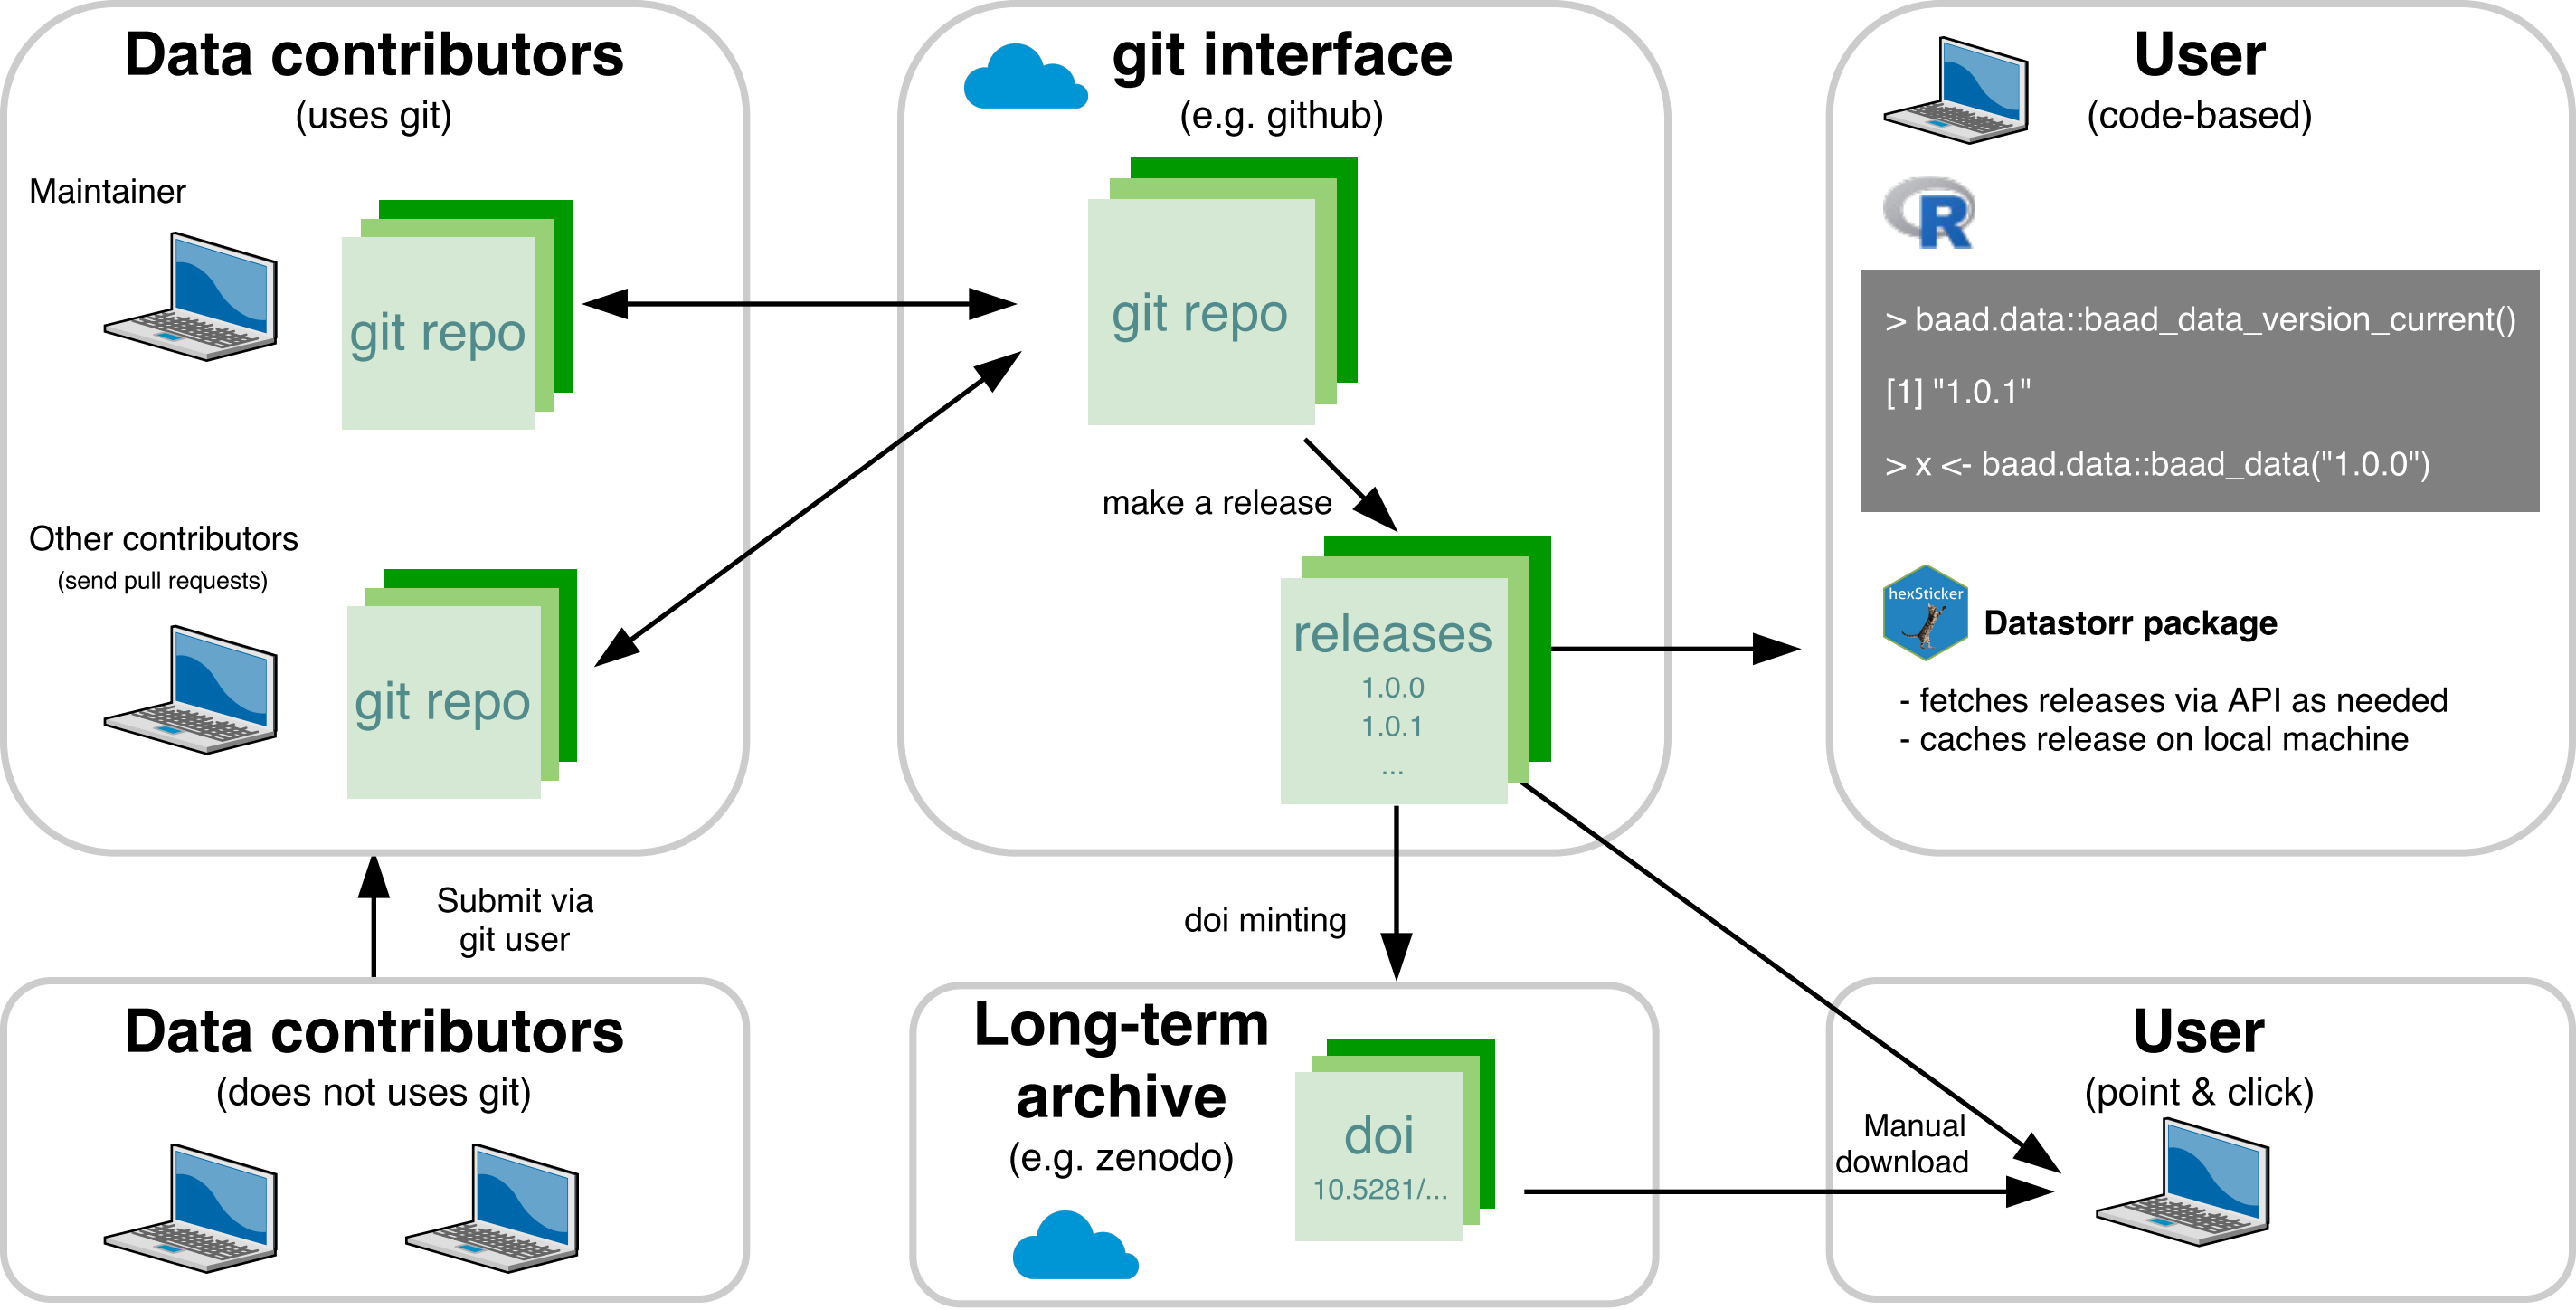 Data contributors
(uses git)
Maintainer
git repo
Other contributors
(send pull requests)
git repo
Submit via
git user
Data contributors
(does not uses git)
git interface
(e.g. github)
git repo
make a release
releases
1.0.0
1.0.1
...
doi minting
Long-term
archive
(e.g. zenodo)
doi
10.5281/...
User
(code-based)
R
> baad.data::baad_data_version_current()
[1] "1.0.1"
> x <- baad.data::baad_data("1.0.0")
hexSticker
Datastorr package
- fetches releases via API as needed
- caches release on local machine
User
(point & click)
Manual
download